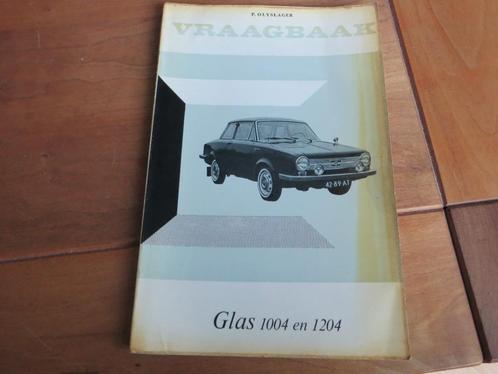 P. OLYSLAGER
VRAAGBAAK
42-89-AT
Glas 1004 en 1204